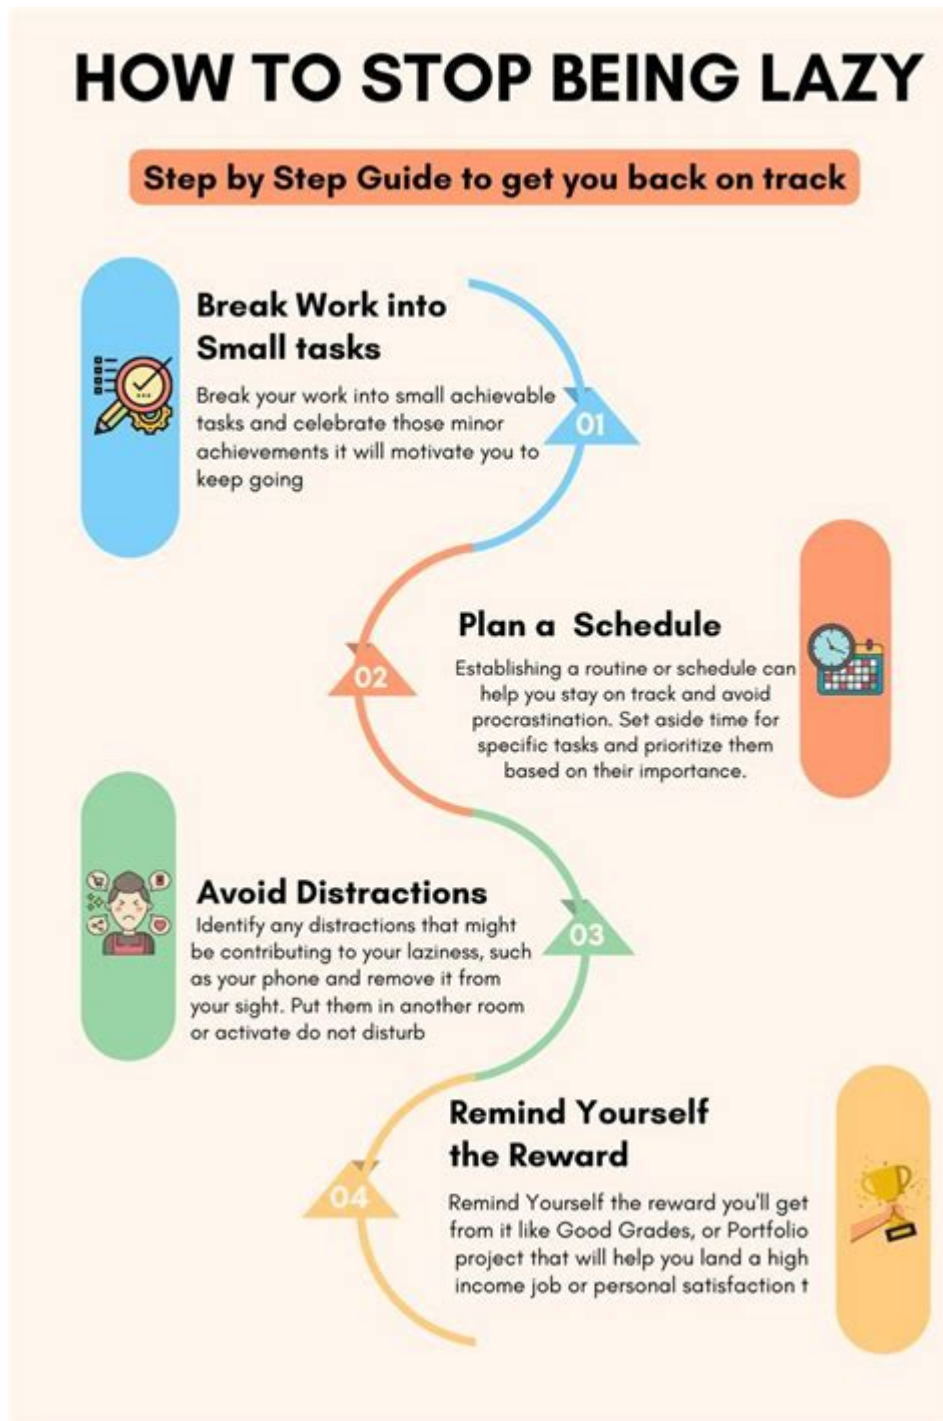 HOW TO STOP BEING LAZY
Step by Step Guide to get you back on track
Break Work into
Small tasks
Break your work into small achievable
tasks and celebrate those minor
achievements it will motivate you to
keep going
01
Plan a Schedule
Establishing a routine or schedule can
help you stay on track and avoid
procrastination. Set aside time for
specific tasks and prioritize them
based on their importance.
02
Avoid Distractions
Identify any distractions that might
be contributing to your laziness, such
as your phone and remove it from
your sight. Put them in another room
or activate do not disturb
03
Remind Yourself
the Reward
Remind Yourself the reward you'll get
from it like Good Grades, or Portfolio
project that will help you land a high
income job or personal satisfaction t
04